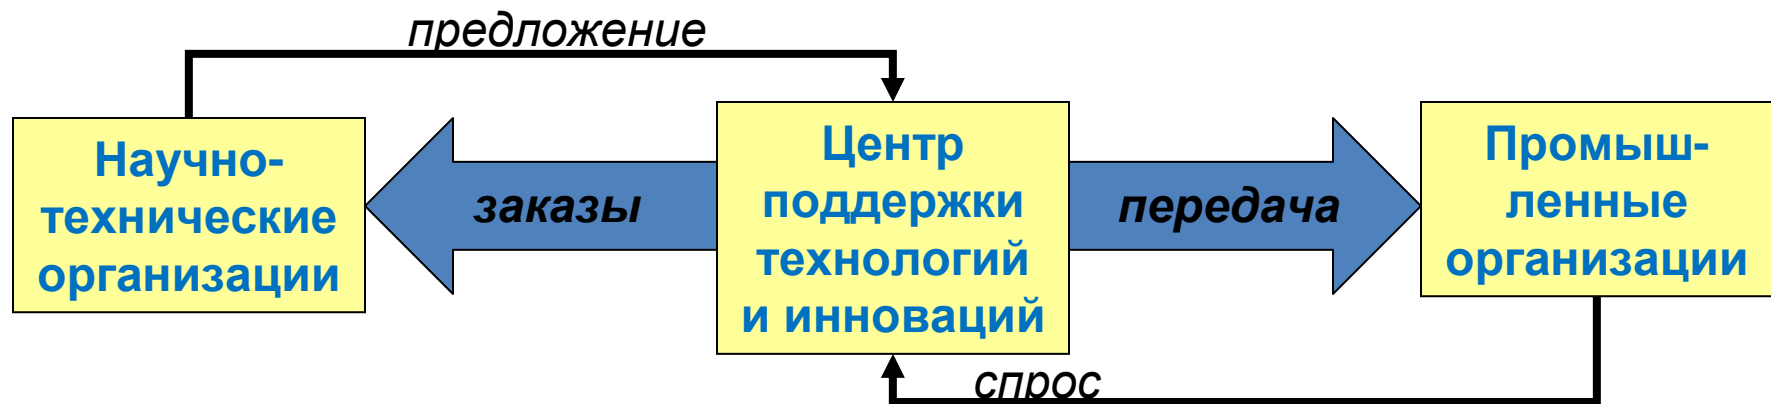 предложение
Научно-
технические
организации
заказы
Центр
поддержки
технологий
и инноваций
передача
Промыш-
ленные
организации
спрос